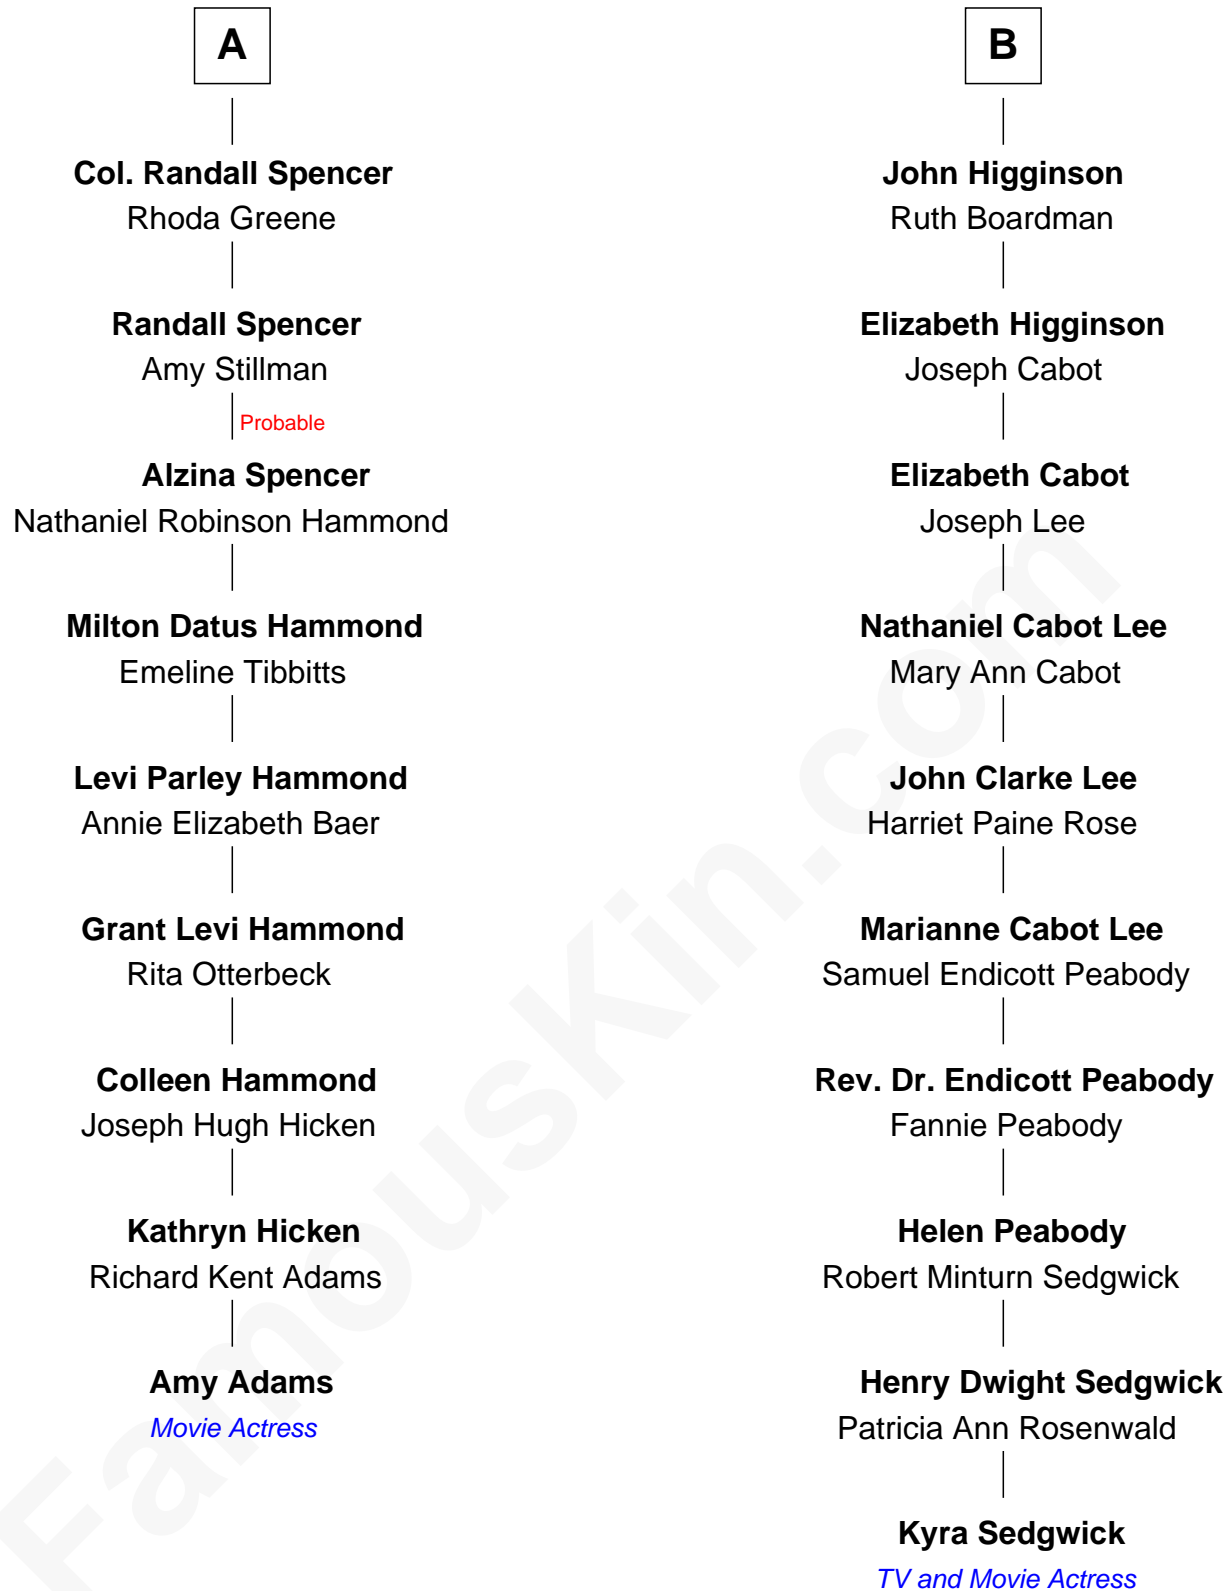 A
Col. Randall Spencer
Rhoda Greene
Randall Spencer
Amy Stillman
Probable
Alzina Spencer
Nathaniel Robinson Hammond
Milton Datus Hammond
Emeline Tibbitts
Levi Parley Hammond
Annie Elizabeth Baer
Grant Levi Hammond
Rita Otterbeck
Colleen Hammond
Joseph Hugh Hicken
Kathryn Hicken
Richard Kent Adams
Amy Adams
Movie Actress
B
John Higginson
Ruth Boardman
Elizabeth Higginson
Joseph Cabot
Elizabeth Cabot
Joseph Lee
Nathaniel Cabot Lee
Mary Ann Cabot
John Clarke Lee
Harriet Paine Rose
Marianne Cabot Lee
Samuel Endicott Peabody
Rev. Dr. Endicott Peabody
Fannie Peabody
Helen Peabody
Robert Minturn Sedgwick
Henry Dwight Sedgwick
Patricia Ann Rosenwald
Kyra Sedgwick
TV and Movie Actress
FamousKin.com